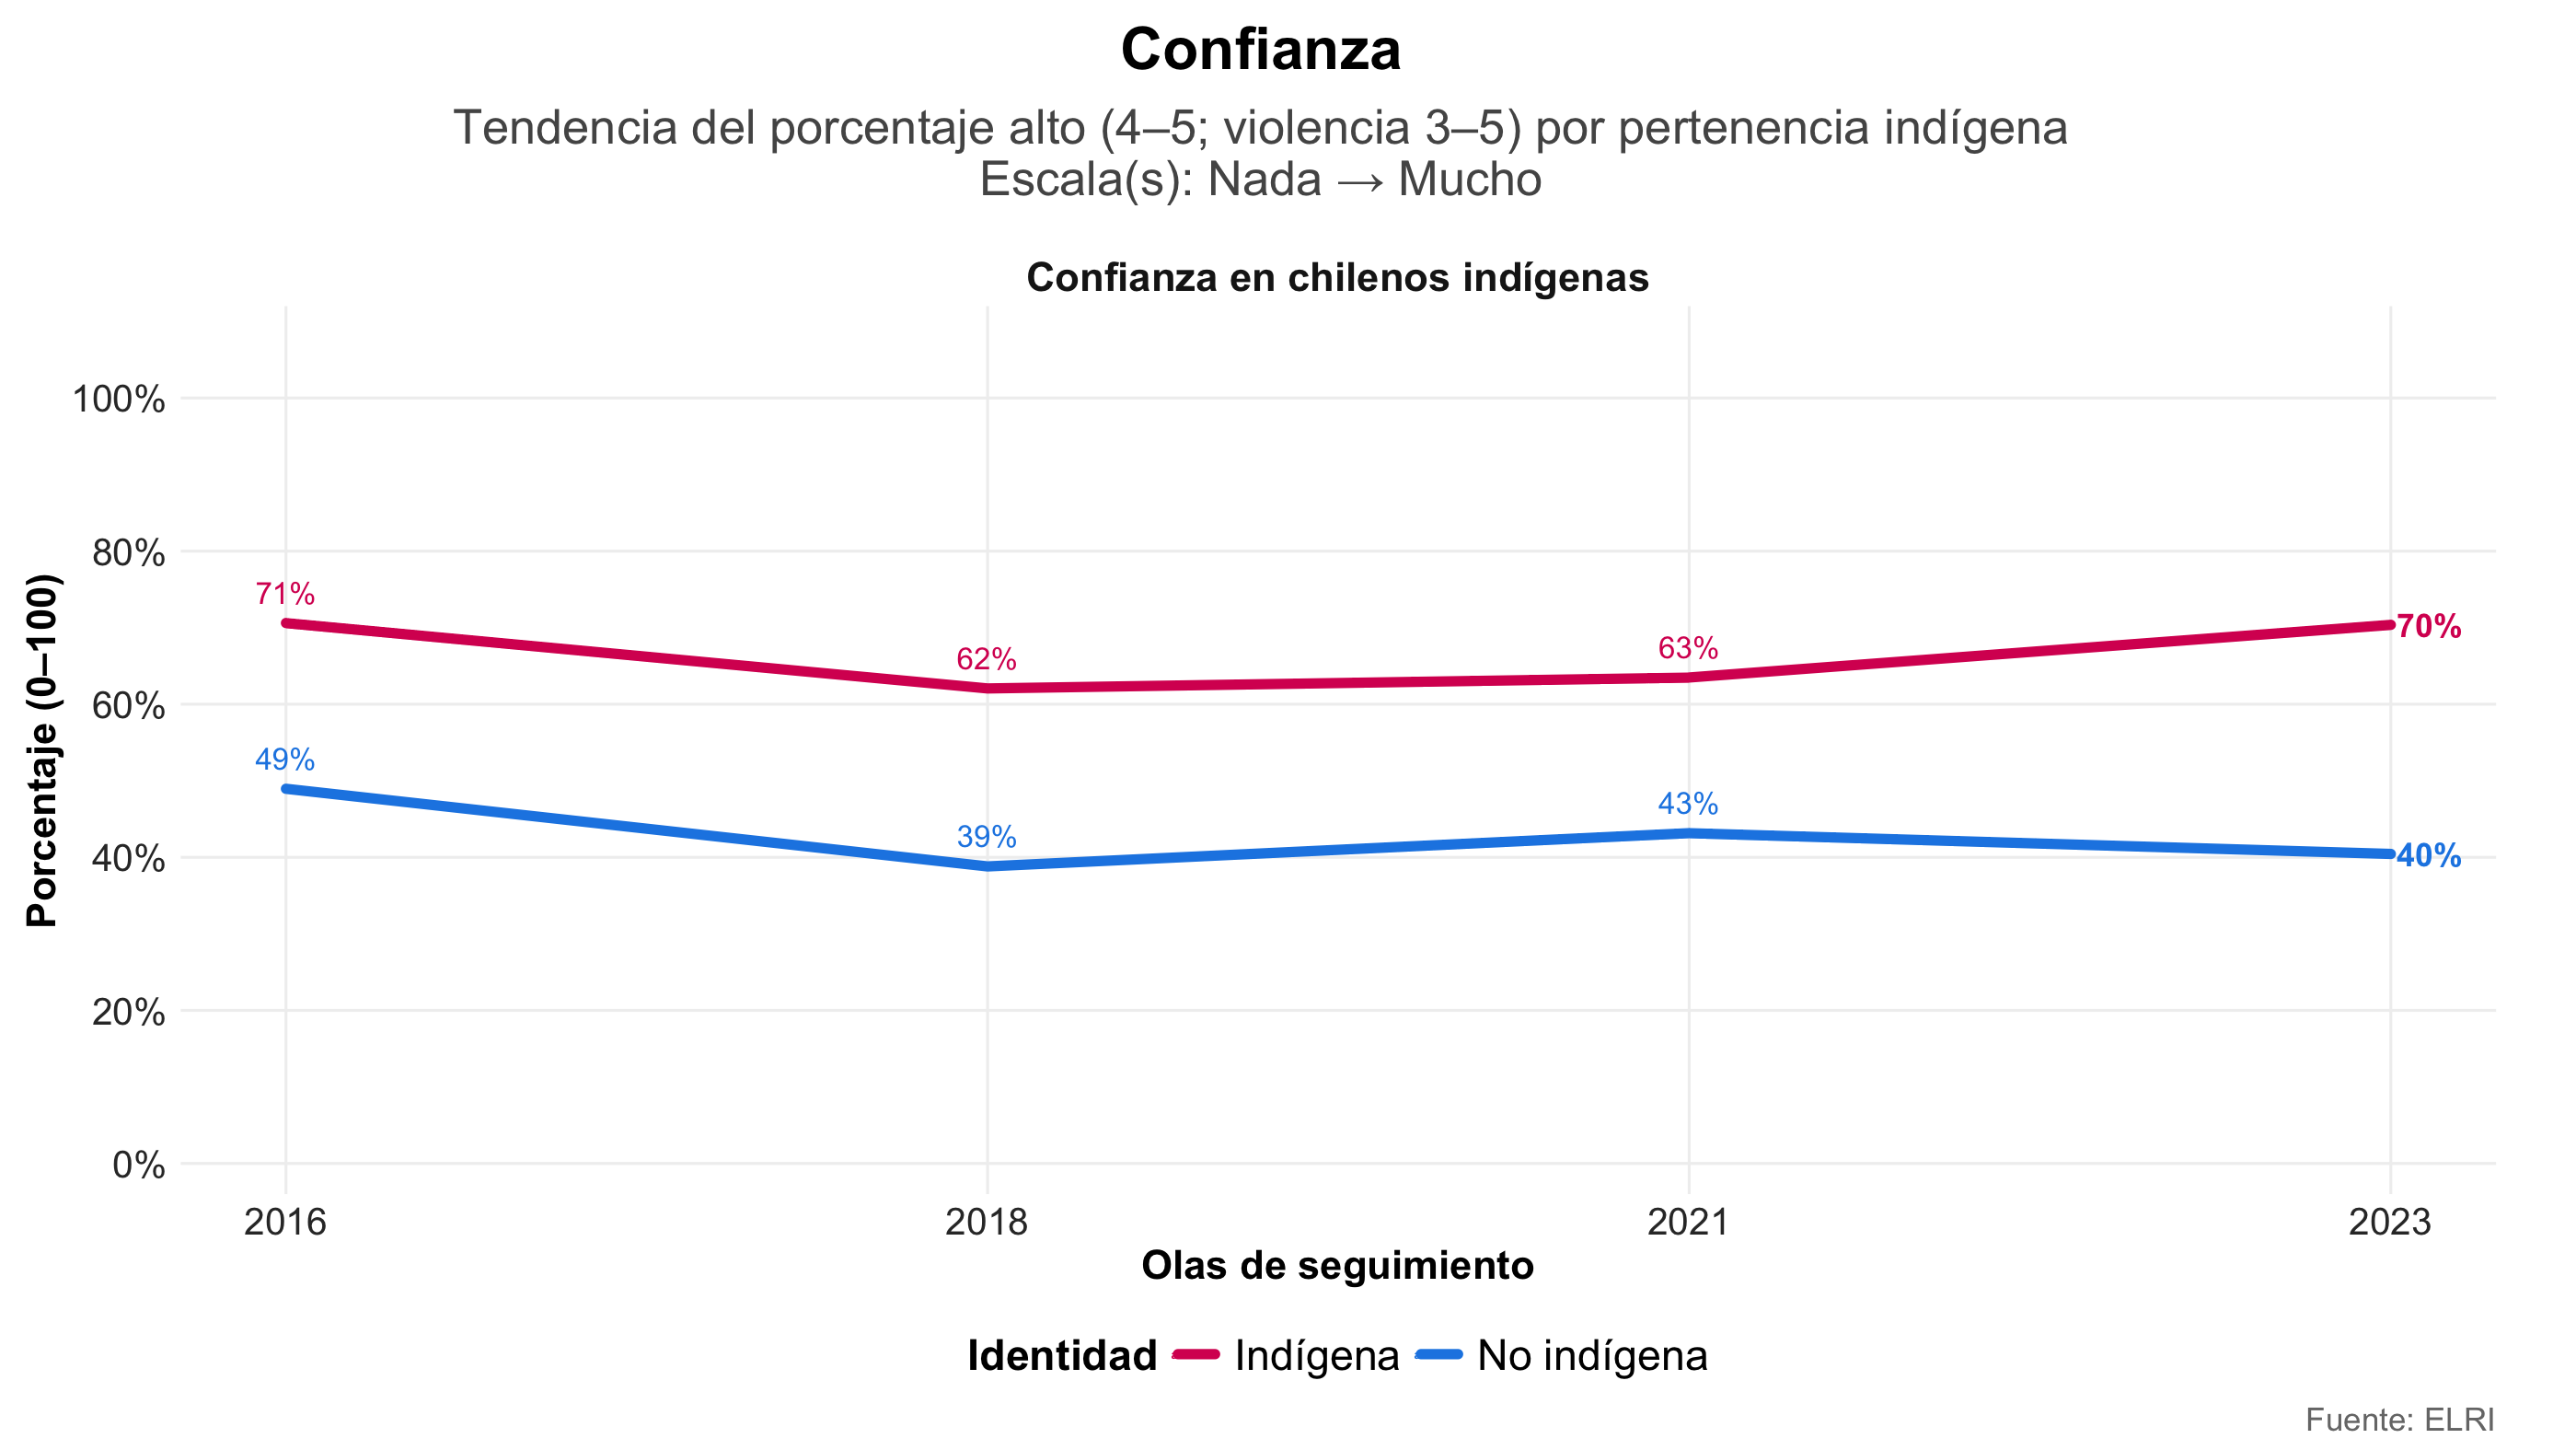 Confianza
Tendencia del porcentaje alto (4–5; violencia 3–5) por pertenencia indígena
Escala(s): Nada → Mucho
Confianza en chilenos indígenas
Porcentaje (0–100)
100%
80%
60%
40%
20%
0%
71%
62%
63%
70%
49%
39%
43%
40%
2016
2018
2021
2023
Olas de seguimiento
Identidad Indígena No indígena
Fuente: ELRI